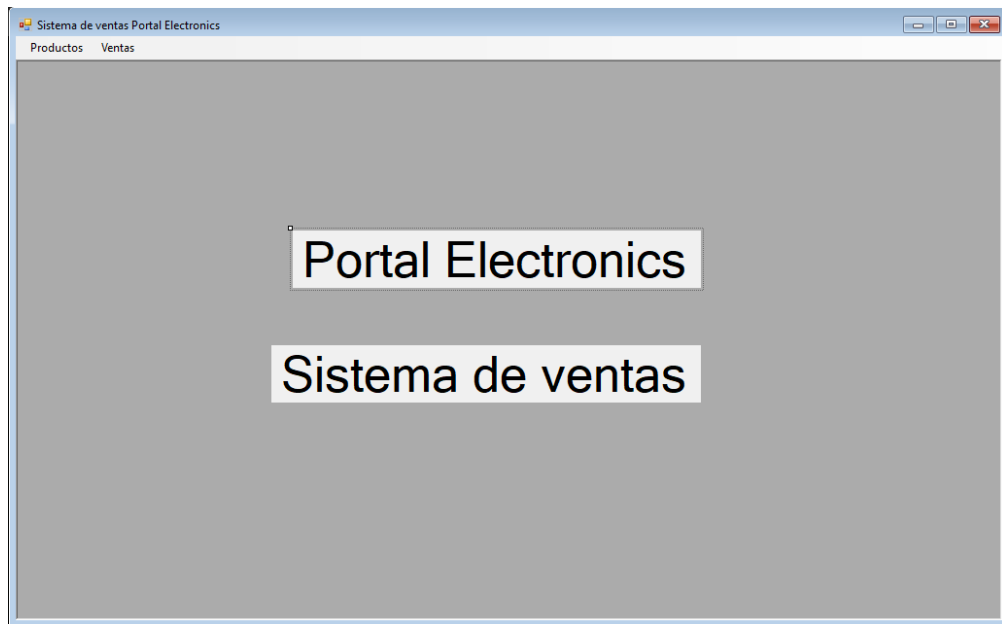 Sistema de ventas Portal Electronics
Productos Ventas
Portal Electronics
Sistema de ventas